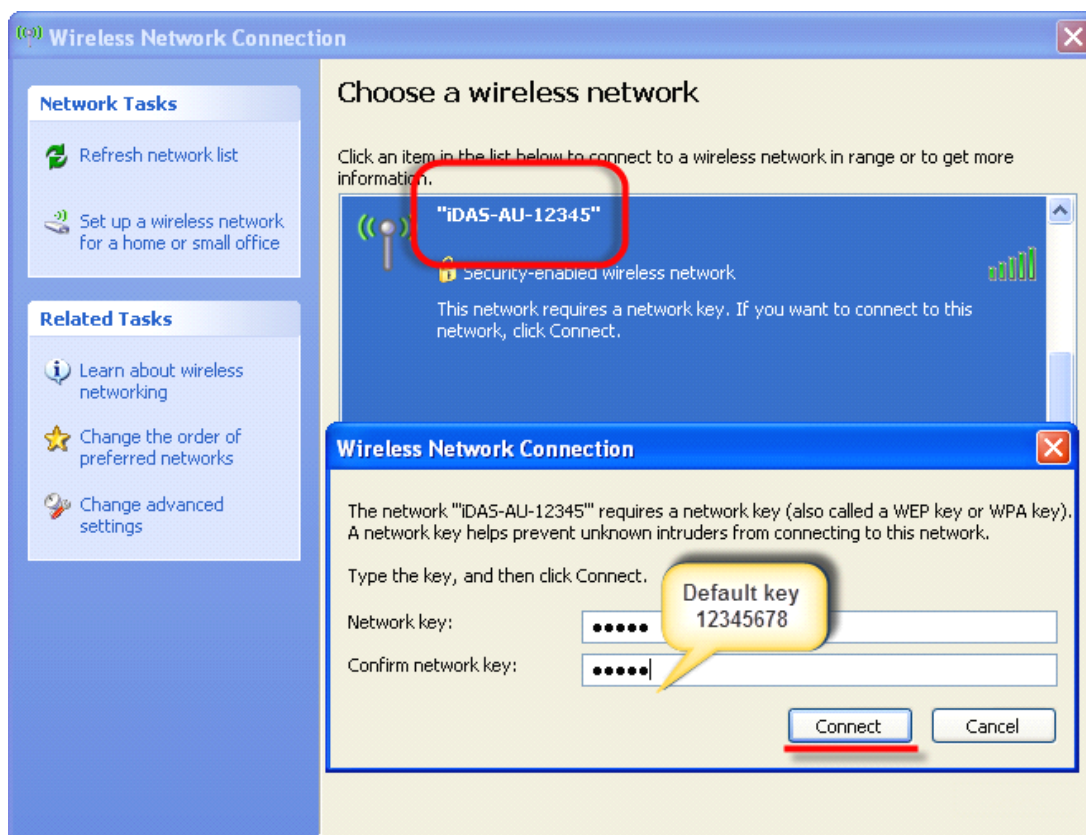 Wireless Network Connection
Network Tasks
Refresh network list
Set up a wireless network
for a home or small office
Related Tasks
Learn about wireless
networking
Change the order of
preferred networks
Change advanced
settings
Choose a wireless network
Click an item in the list below to connect to a wireless network in range or to get more
information.
"iDAS-AU-12345"
Security-enabled wireless network
This network requires a network key. If you want to connect to this
network, click Connect.
Wireless Network Connection
The network "iDAS-AU-12345" requires a network key (also called a WEP key or WPA key).
A network key helps prevent unknown intruders from connecting to this network.
Type the key, and then click Connect.
Default key
12345678
Network key: •••••
Confirm network key: •••••
Connect Cancel